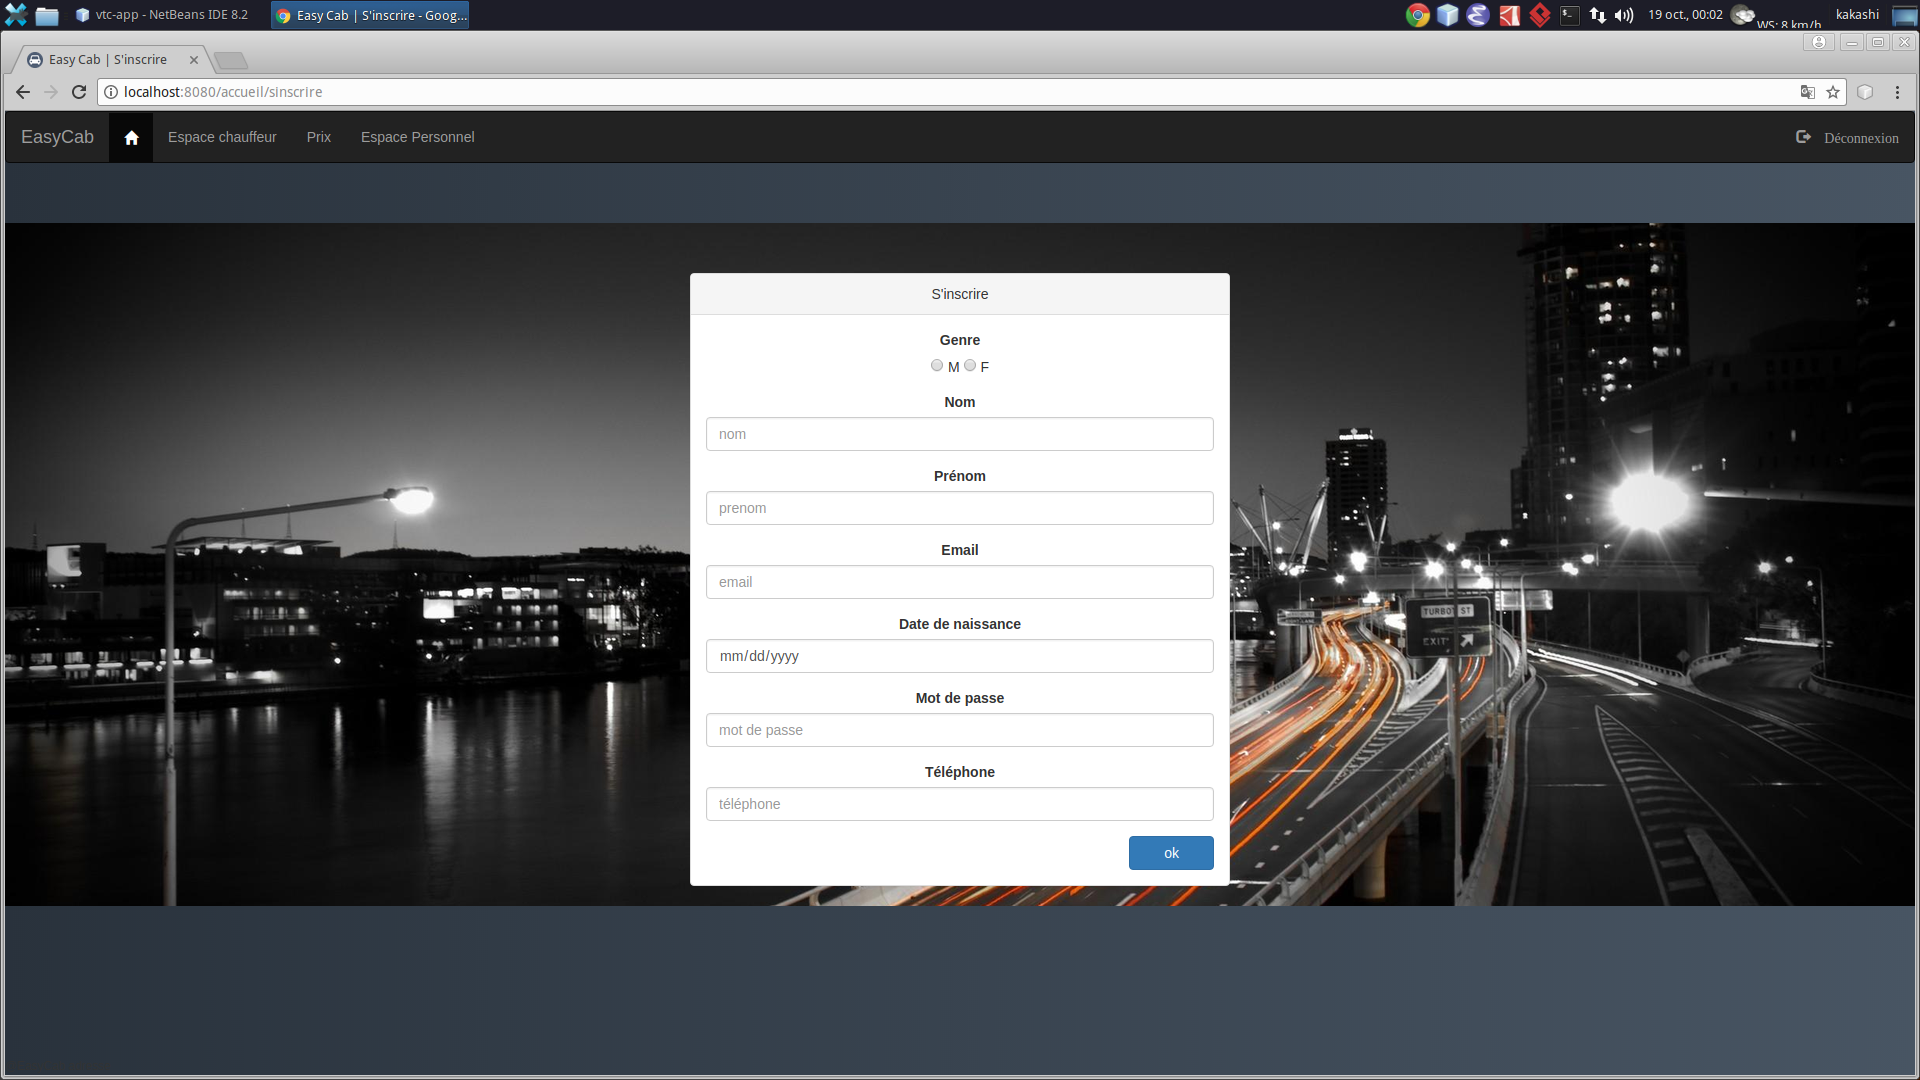 vtc-app - NetBeans IDE 8.2
Easy Cab | S'inscrire - Goog...
19 oct., 00:02
WS: 8 km/h
kakashi
Easy Cab | S'inscrire
localhost:8080/accueil/sinscrire
EasyCab
Espace chauffeur
Prix
Espace Personnel
Déconnexion
S'inscrire
Genre
M F
Nom
nom
Prénom
prenom
Email
email
Date de naissance
mm/dd/yyyy
Mot de passe
mot de passe
Téléphone
téléphone
ok
TURBOT ST
EXIT